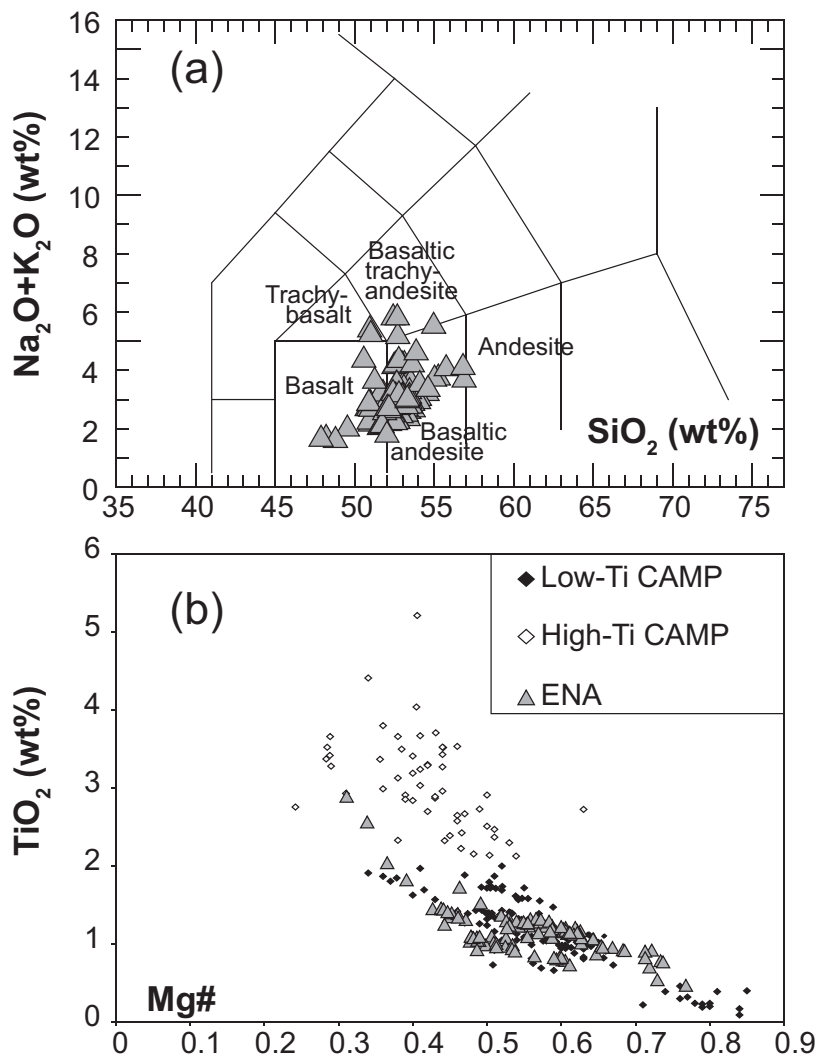 (a)
Na₂O+K₂O (wt%)
16
14
12
10
8
6
4
2
0
Basaltic
trachy-
andesite
Trachy-
basalt
Andesite
Basalt
Basaltic
andesite
SiO₂ (wt%)
35 40 45 50 55 60 65 70 75
(b)
TiO₂ (wt%)
6
5
4
3
2
1
0
Low-Ti CAMP
High-Ti CAMP
ENA
Mg#
0 0.1 0.2 0.3 0.4 0.5 0.6 0.7 0.8 0.9